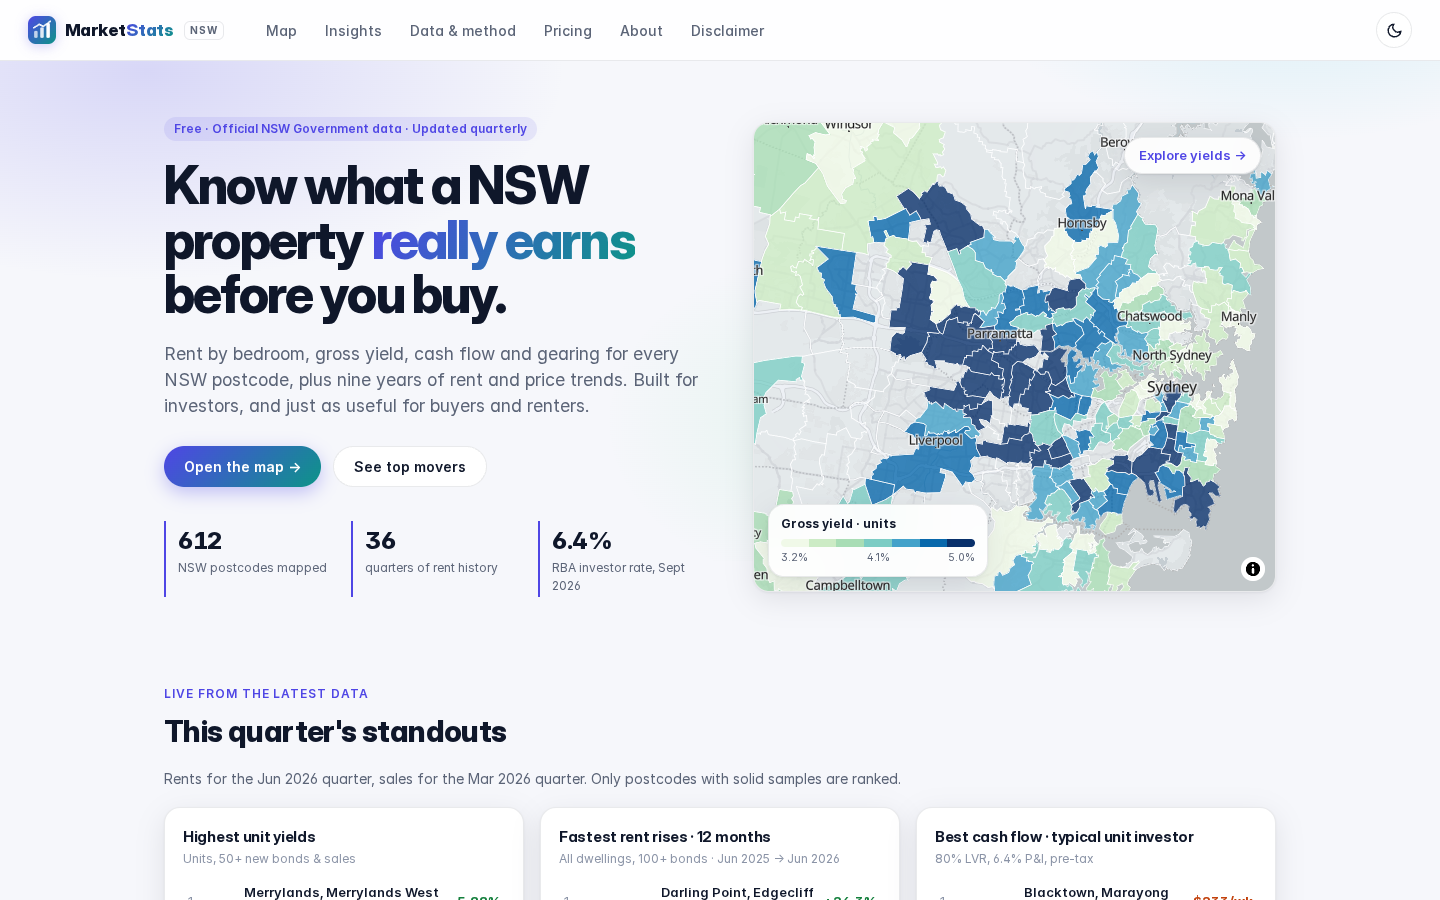 MarketStats NSW Map Insights Data & method Pricing About Disclaimer
Free · Official NSW Government data · Updated quarterly
Know what a NSW
property really earns
before you buy.
Rent by bedroom, gross yield, cash flow and gearing for every
NSW postcode, plus nine years of rent and price trends. Built for
investors, and just as useful for buyers and renters.
Open the map →
See top movers
612
NSW postcodes mapped
36
quarters of rent history
6.4%
RBA investor rate, Sept
2026
Windsor
Explore yields →
Mona Val
Hornsby
Chatswood
Manly
Parramatta
North Sydney
Sydney
Liverpool
Gross yield · units
3.2% 4.1% 5.0%
Campbelltown
LIVE FROM THE LATEST DATA
This quarter's standouts
Rents for the Jun 2026 quarter, sales for the Mar 2026 quarter. Only postcodes with solid samples are ranked.
Highest unit yields
Units, 50+ new bonds & sales
Merrylands, Merrylands West
Fastest rent rises · 12 months
All dwellings, 100+ bonds · Jun 2025 → Jun 2026
Darling Point, Edgecliff
Best cash flow · typical unit investor
80% LVR, 6.4% P&I, pre-tax
Blacktown, Marayong